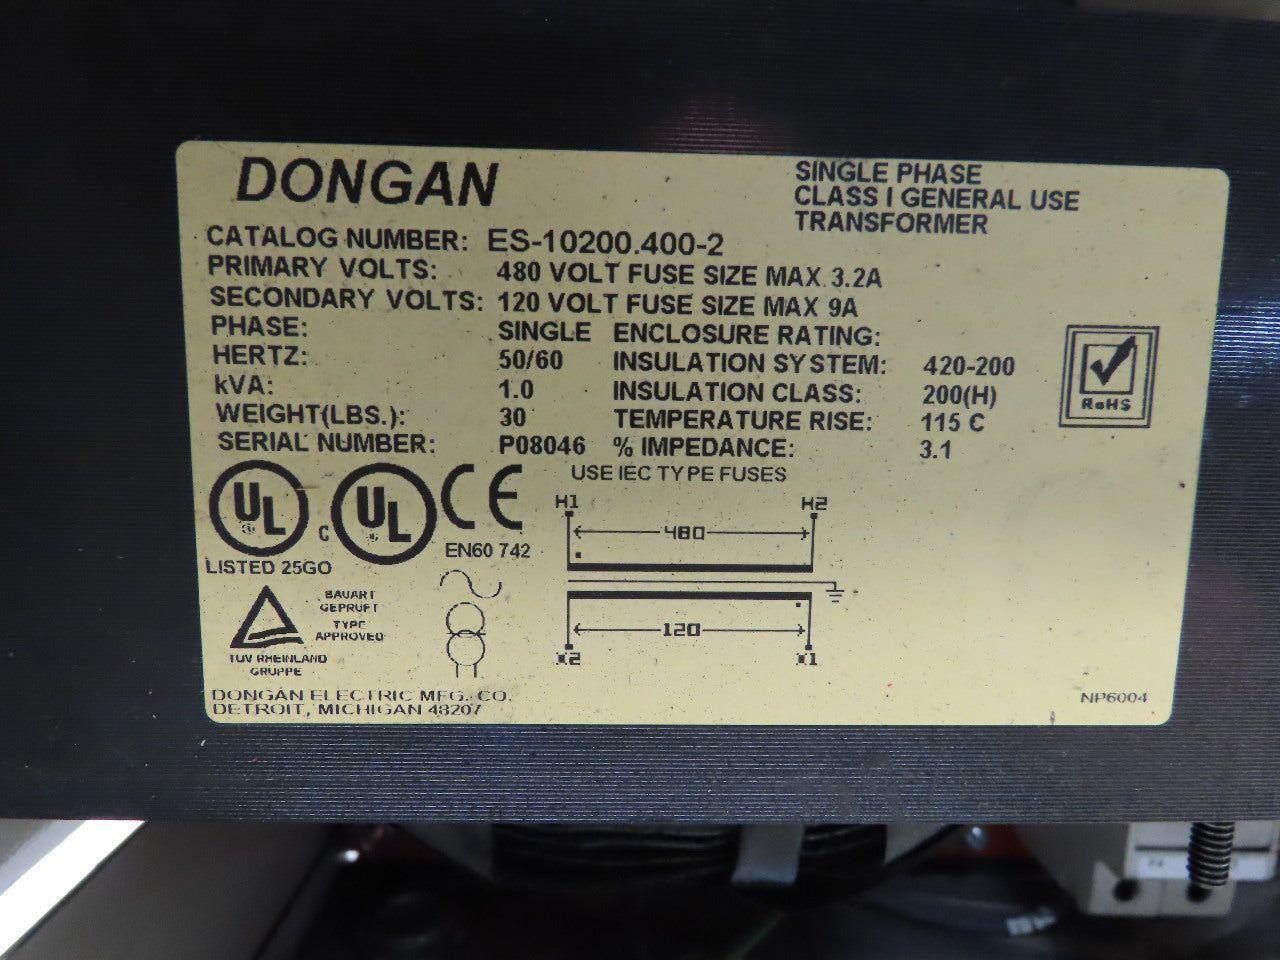 DONGAN
SINGLE PHASE
CLASS I GENERAL USE
TRANSFORMER
CATALOG NUMBER: ES-10200.400-2
PRIMARY VOLTS: 480 VOLT FUSE SIZE MAX 3.2A
SECONDARY VOLTS: 120 VOLT FUSE SIZE MAX 9A
PHASE: SINGLE ENCLOSURE RATING:
HERTZ: 50/60 INSULATION SYSTEM: 420-200
kVA: 1.0 INSULATION CLASS: 200(H)
WEIGHT(LBS.): 30 TEMPERATURE RISE: 115 C
SERIAL NUMBER: P08046 % IMPEDANCE: 3.1
RoHS
USE IEC TYPE FUSES
UL
C UL
CE
EN60 742
LISTED 25GO
H1 H2
480
120
X2 X1
BAUART
GEPRUFT
TYPE
APPROVED
TUV RHEINLAND
GRUPPE
DONGAN ELECTRIC MFG. CO.
DETROIT, MICHIGAN 48207
NP6004